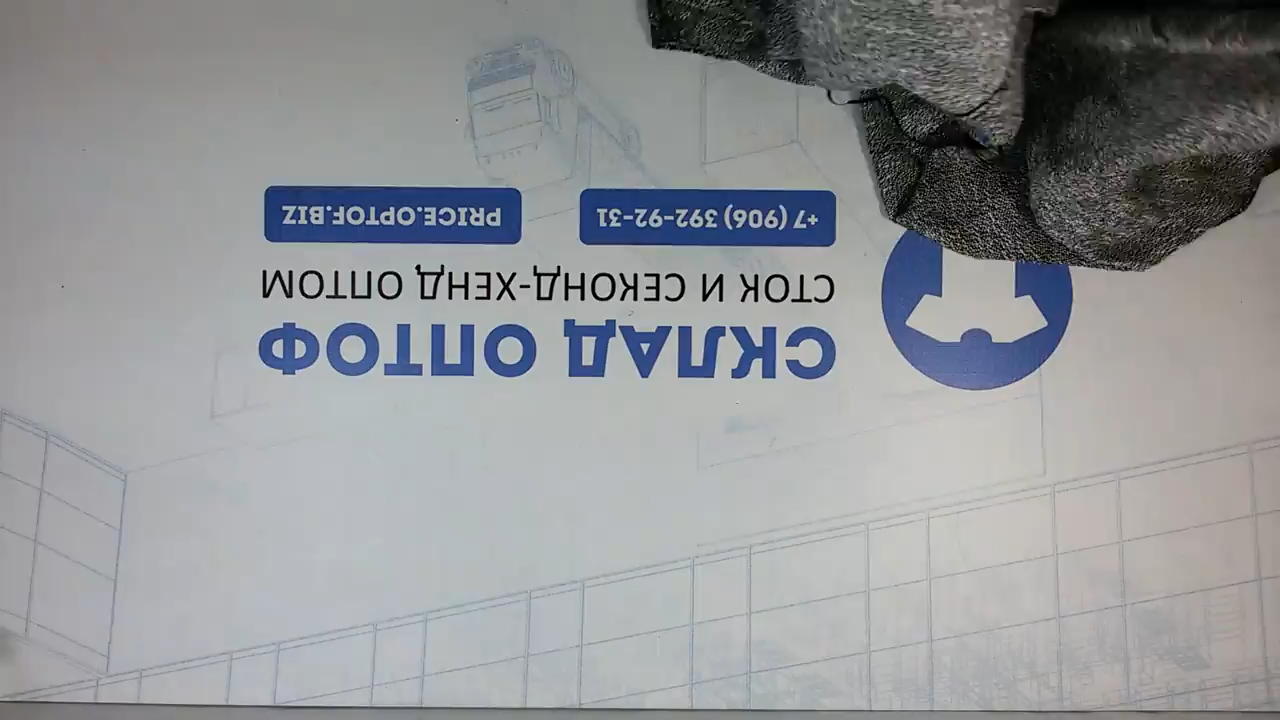 СКЛАД ОПТОФ
СТОК И СЕКОНД-ХЕНД ОПТОМ
+7 (906) 392-92-31
PRICE.OPTOF.BIZ